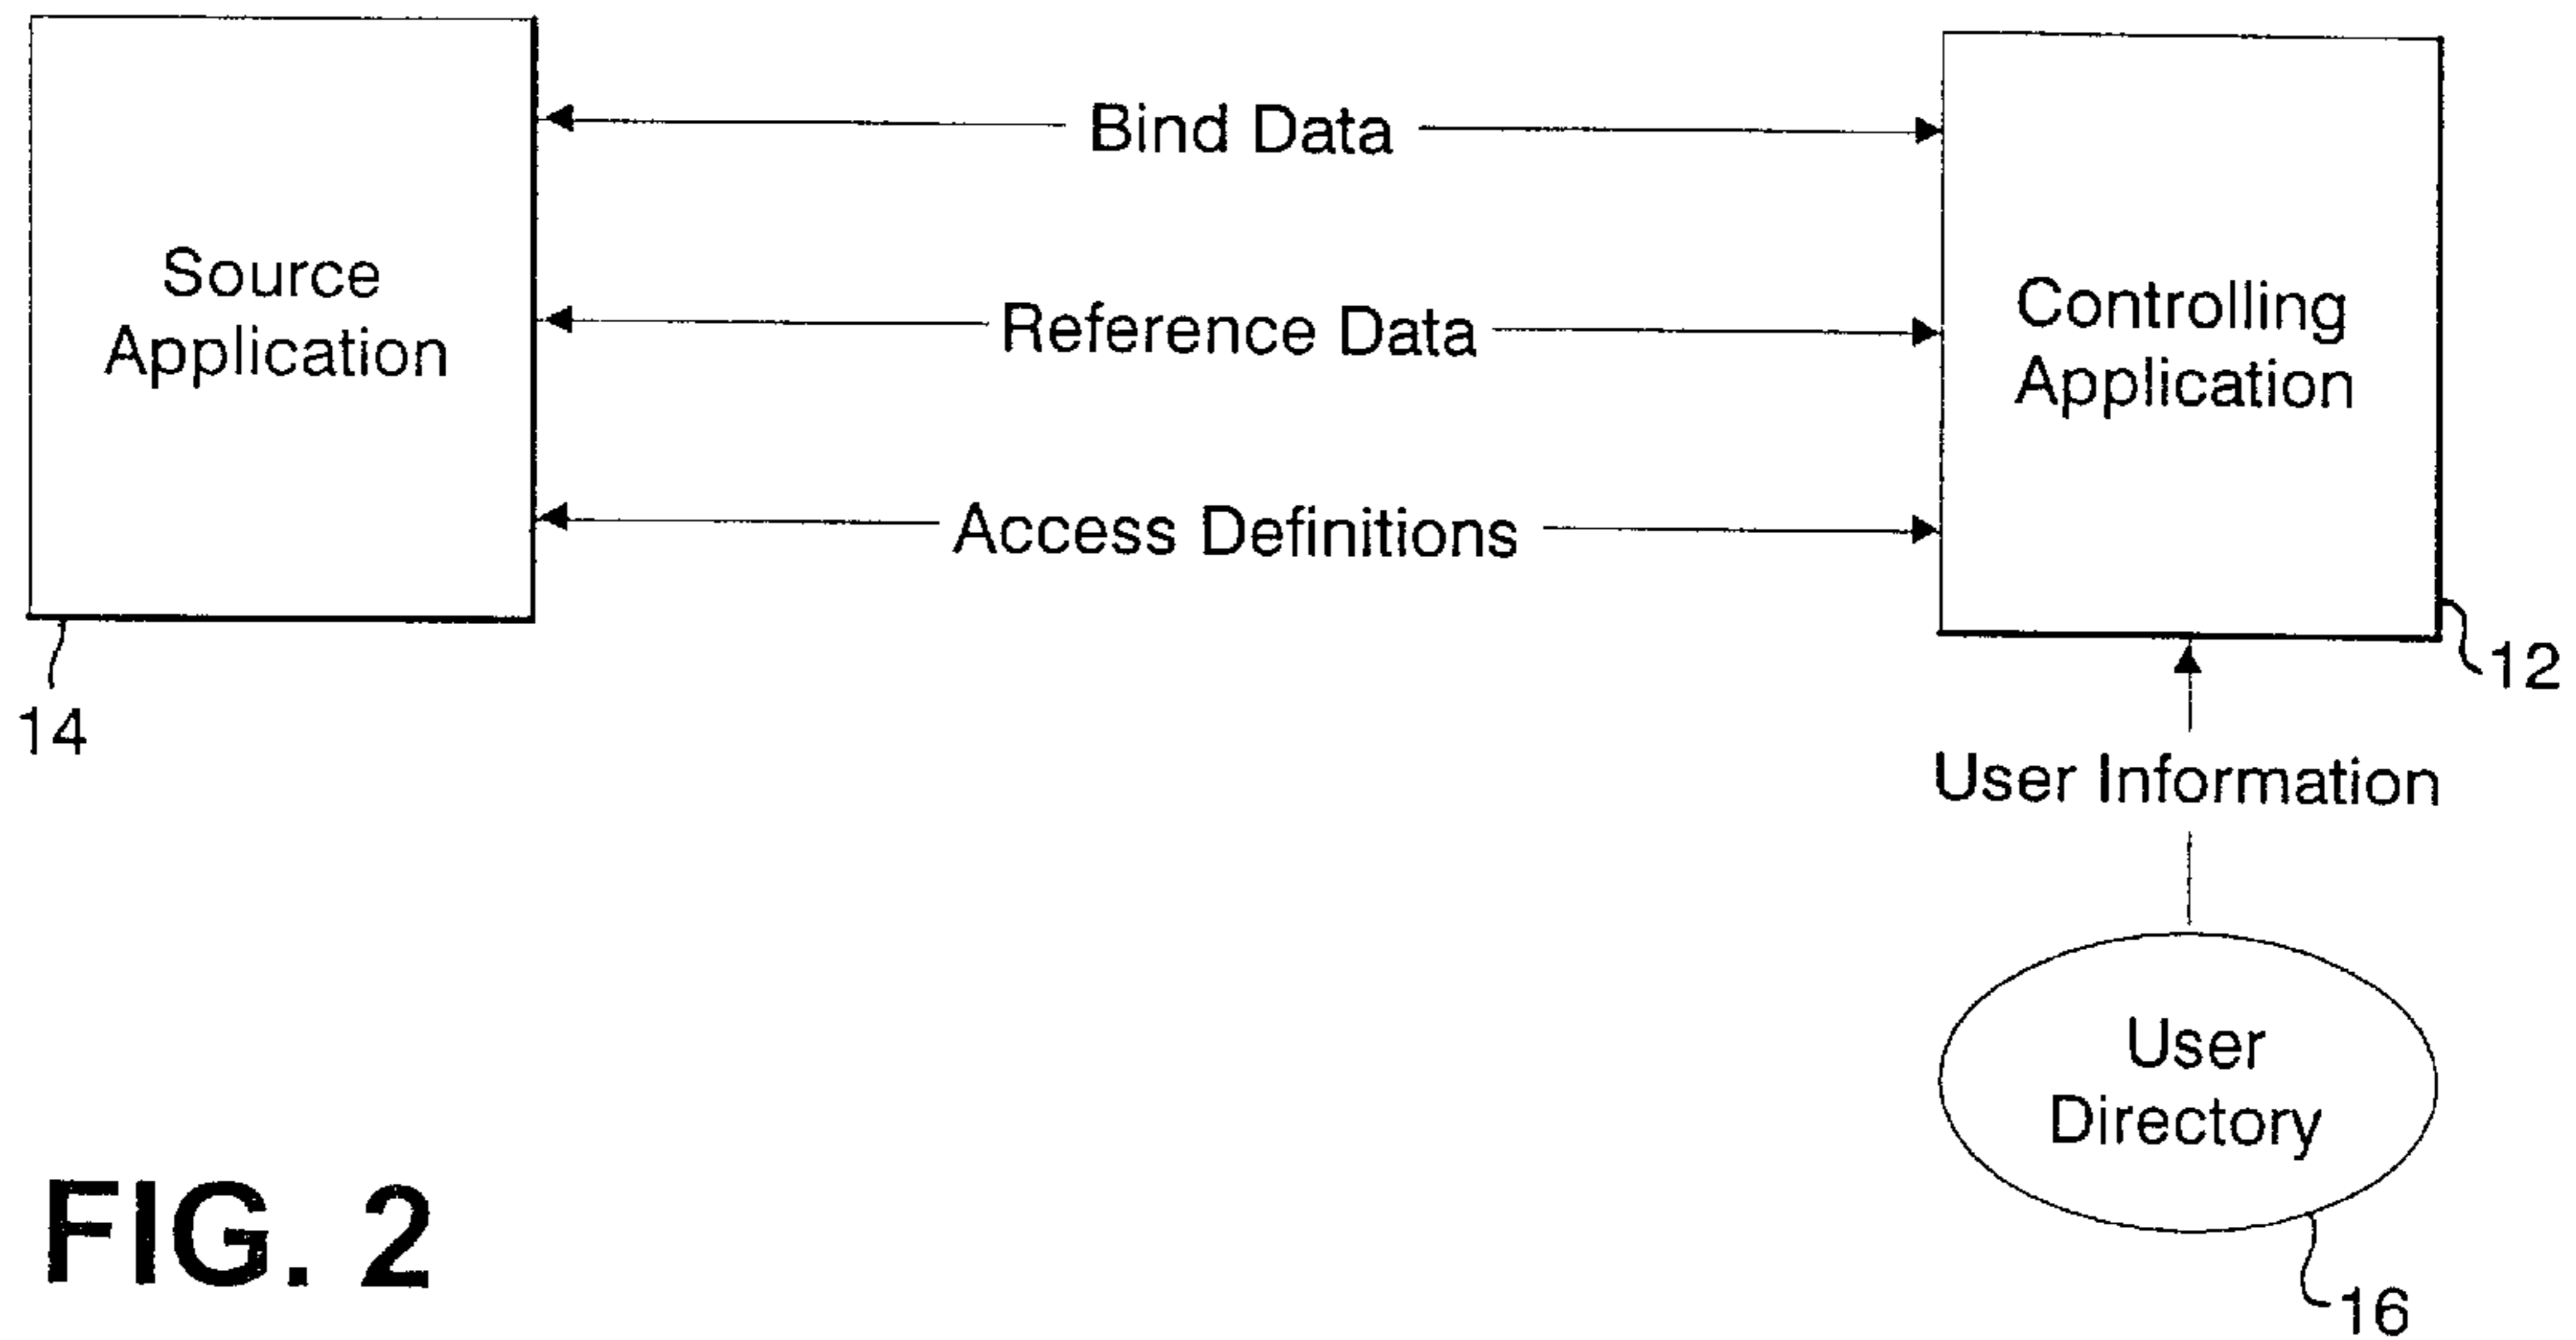 Bind Data
Source
Application
Reference Data
Controlling
Application
Access Definitions
12
14
User Information
User
Directory
FIG. 2
16